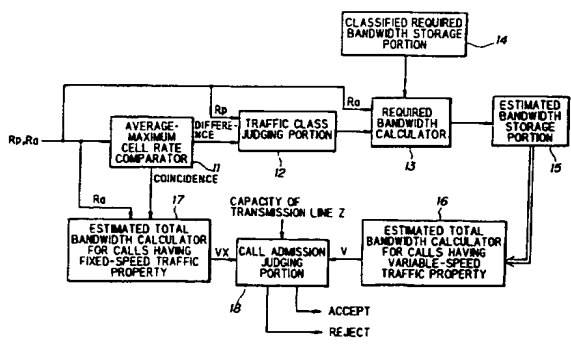 CLASSIFIED REQUIRED
BANDWIDTH STORAGE
PORTION
14
Rp
Ra
Rp,Ra
AVERAGE-
MAXIMUM
CELL RATE
COMPARATOR
11
DIFFERE-
NCE
TRAFFIC CLASS
JUDGING PORTION
12
REQUIRED
BANDWIDTH
CALCULATOR
13
ESTIMATED
BANDWIDTH
STORAGE
PORTION
15
COINCIDENCE
Ra
17
ESTIMATED TOTAL
BANDWIDTH CALCULATOR
FOR CALLS HAVING
FIXED-SPEED TRAFFIC
PROPERTY
VX
CAPACITY OF
TRANSMISSION LINE Z
CALL ADMISSION
JUDGING
PORTION
18
V
16
ESTIMATED TOTAL
BANDWIDTH CALCULATOR
FOR CALLS HAVING
VARIABLE-SPEED
TRAFFIC PROPERTY
ACCEPT
REJECT